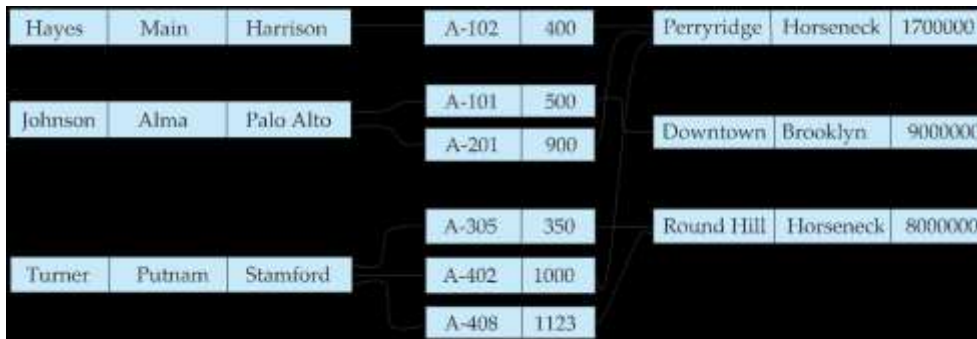 Hayes Main Harrison A-102 400 Perryridge Horseneck 1700000
A-101 500
Johnson Alma Palo Alto Downtown Brooklyn 9000000
A-201 900
A-305 350 Round Hill Horseneck 8000000
Turner Putnam Stamford A-402 1000
A-408 1123